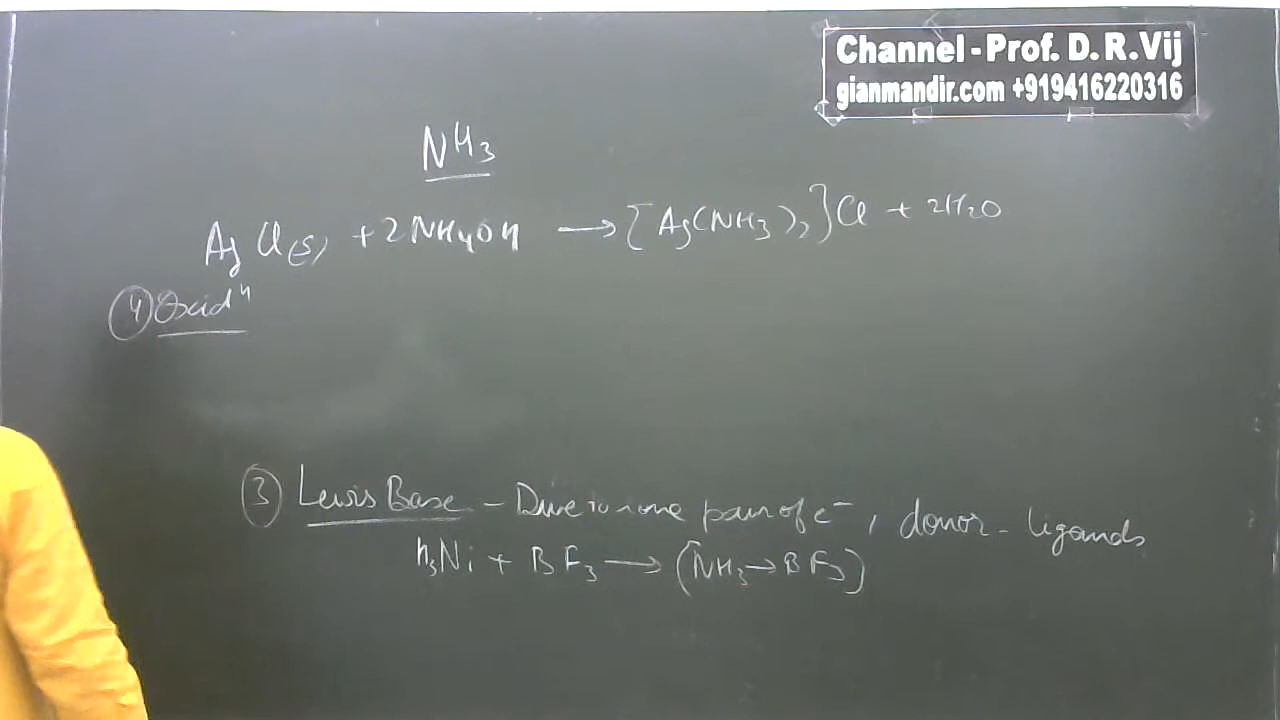 Channel - Prof. D. R. Vij
gianmandir.com +919416220316
NH3
AgCl(s) + 2NH4OH → [Ag(NH3)2]Cl + 2H2O
④ Oxidⁿ
③ Lewis Base - Due to lone pair of e⁻, donor - ligands
H3N: + BF3 → [NH3→BF3]